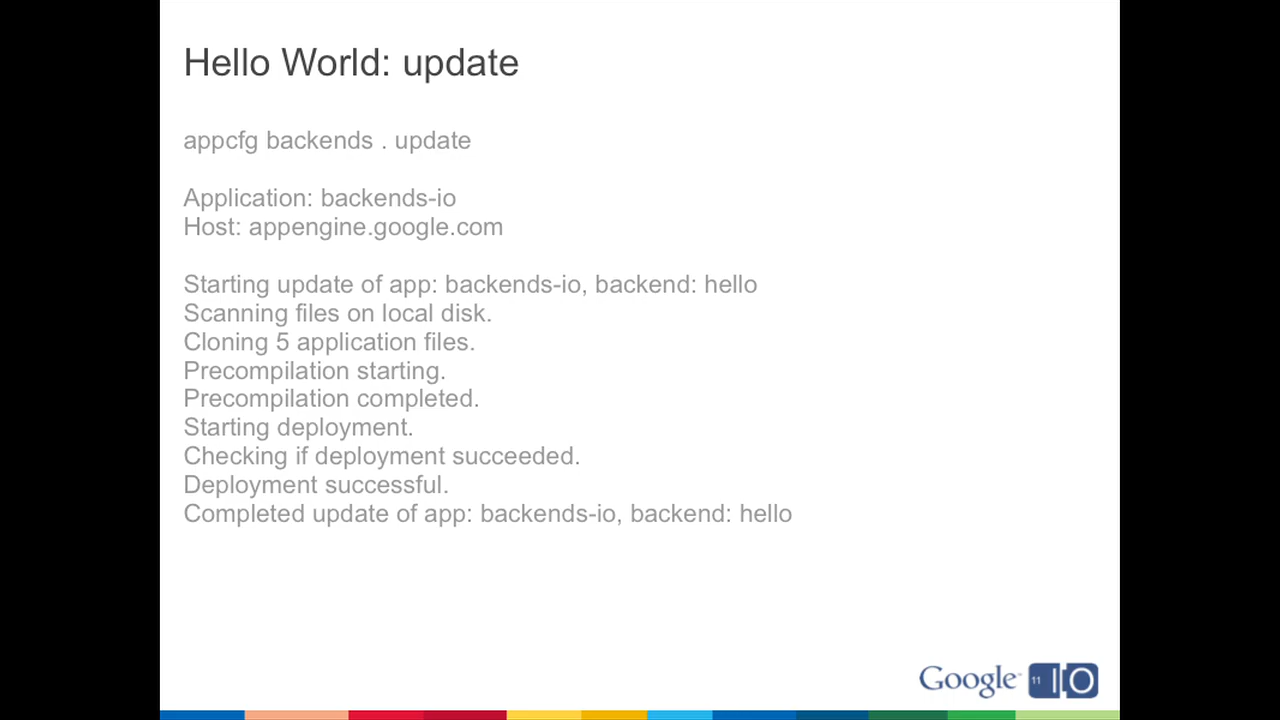 Hello World: update
appcfg backends . update
Application: backends-io
Host: appengine.google.com
Starting update of app: backends-io, backend: hello
Scanning files on local disk.
Cloning 5 application files.
Precompilation starting.
Precompilation completed.
Starting deployment.
Checking if deployment succeeded.
Deployment successful.
Completed update of app: backends-io, backend: hello
Google 11 IO